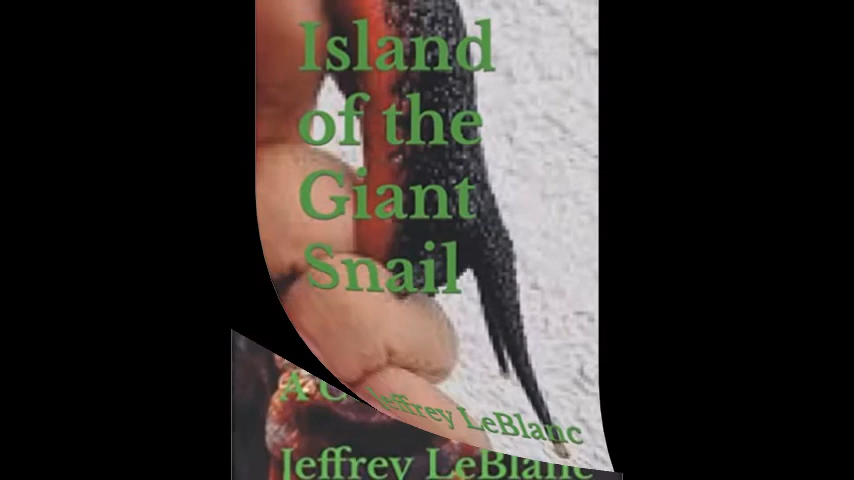 Island
of the
Giant
Snail
Jeffrey LeBlanc
A C
Jeffrey LeBlanc